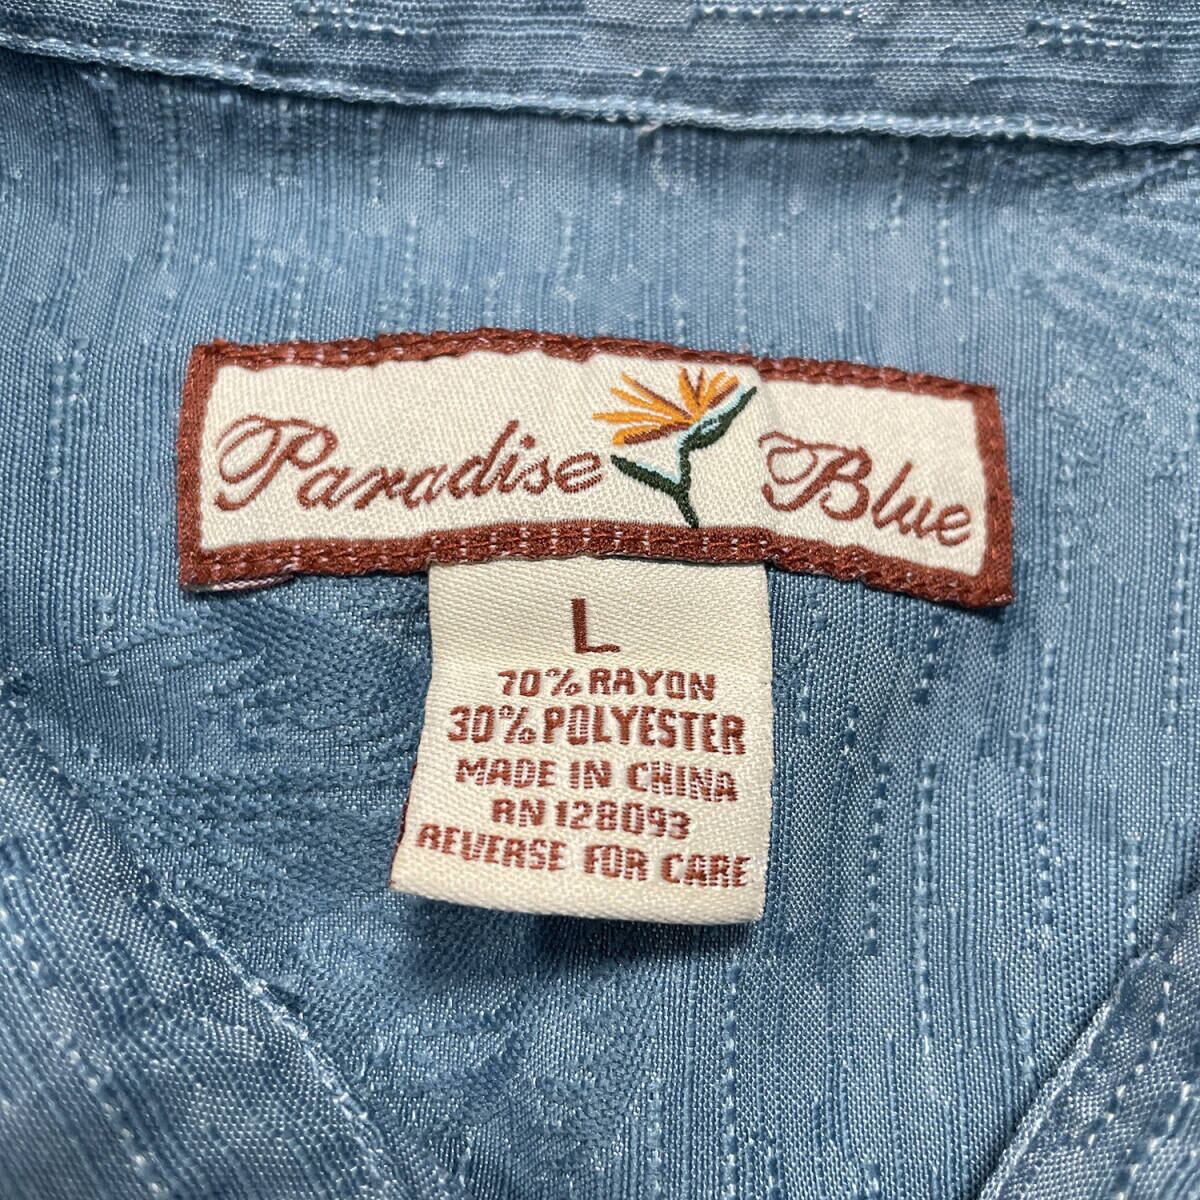 Paradise Blue
L
70% RAYON
30% POLYESTER
MADE IN CHINA
RN 128093
REVERSE FOR CARE